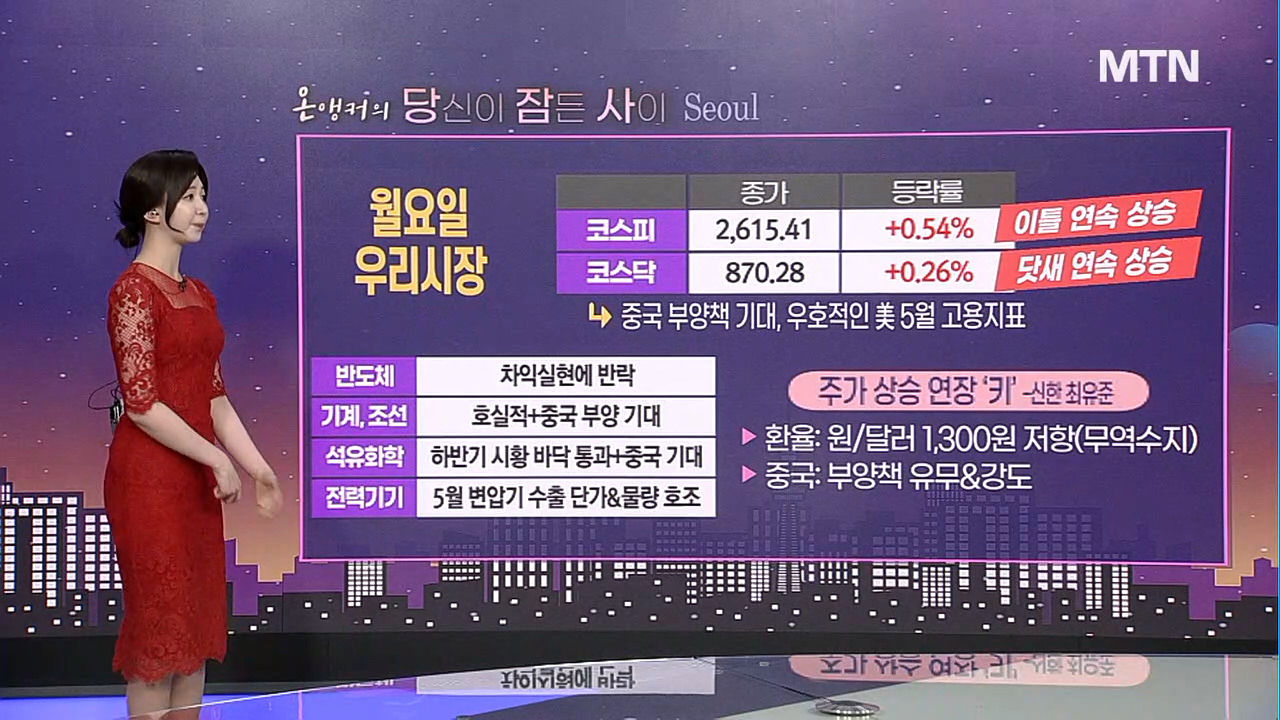 MTN
온앵커의 당신이 잠든 사이 Seoul
월요일
우리시장
종가 등락률
코스피 2,615.41 +0.54% 이틀 연속 상승
코스닥 870.28 +0.26% 닷새 연속 상승
중국 부양책 기대, 우호적인 美 5월 고용지표
반도체 차익실현에 반락
기계, 조선 호실적+중국 부양 기대
석유화학 하반기 시황 바닥 통과+중국 기대
전력기기 5월 변압기 수출 단가&물량 호조
주가 상승 연장 '키' -신한 최유준
환율: 원/달러 1,300원 저항(무역수지)
중국: 부양책 유무&강도